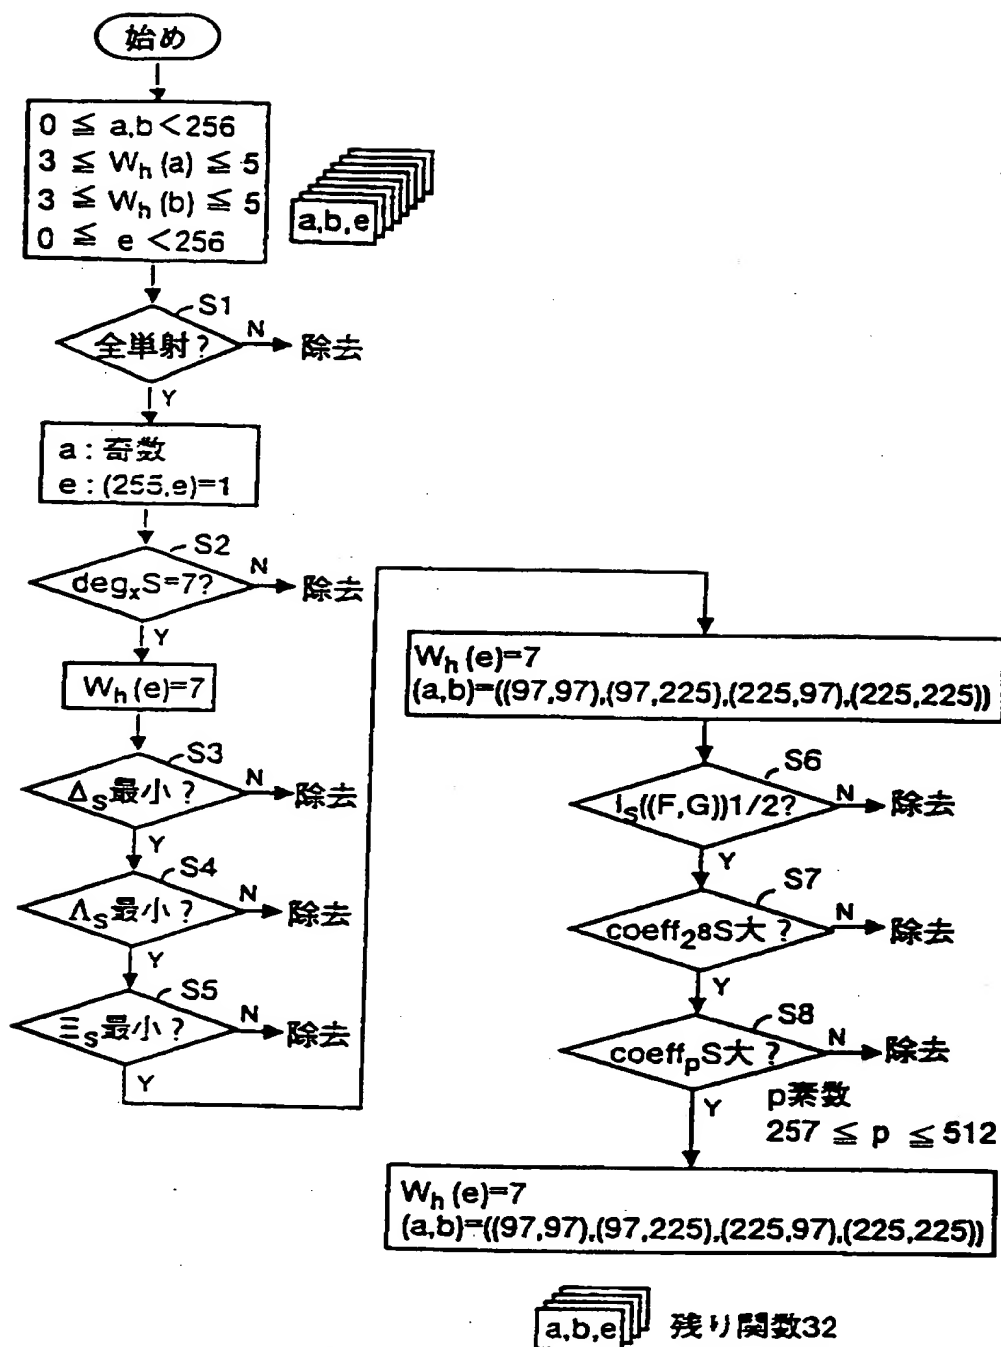 始め
0 ≦ a,b<256
3 ≦ Wh(a) ≦ 5
3 ≦ Wh(b) ≦ 5
0 ≦ e <256
a,b,e
S1
全単射?
N
除去
Y
a:奇数
e:(255,e)=1
S2
degxS=7?
N
除去
Y
Wh(e)=7
S3
ΔS最小?
N
除去
Y
S4
ΛS最小?
N
除去
Y
S5
ΞS最小?
N
除去
Y
Wh(e)=7
(a,b)=((97,97),(97,225),(225,97),(225,225))
S6
IS((F,G))1/2?
N
除去
Y
S7
coeff28S大?
N
除去
Y
S8
coeffpS大?
N
除去
Y
p素数
257 ≦ p ≦512
Wh(e)=7
(a,b)=((97,97),(97,225),(225,97),(225,225))
a,b,e
残り関数32